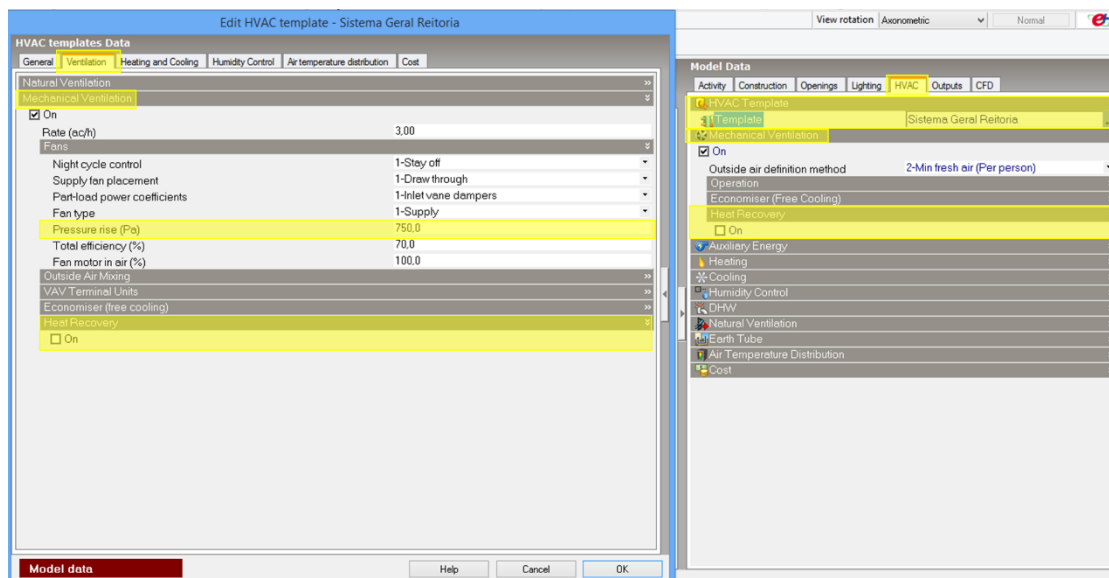 Edit HVAC template - Sistema Geral Reitoria
HVAC templates Data
General Ventilation Heating and Cooling Humidity Control Air temperature distribution Cost
Natural Ventilation
Mechanical Ventilation
On
Rate (ac/h) 3,00
Fans
Night cycle control 1-Stay off
Supply fan placement 1-Draw through
Part-load power coefficients 1-Inlet vane dampers
Fan type 1-Supply
Pressure rise (Pa) 750,0
Total efficiency (%) 70,0
Fan motor in air (%) 100,0
Outside Air Mixing
VAV Terminal Units
Economiser (free cooling)
Heat Recovery
On
Model data
Help Cancel OK
View rotation Axonometric Normal
Model Data
Activity Construction Openings Lighting HVAC Outputs CFD
HVAC Template
Template Sistema Geral Reitoria
Mechanical Ventilation
On
Outside air definition method 2-Min fresh air (Per person)
Operation
Economiser (Free Cooling)
Heat Recovery
On
Auxiliary Energy
Heating
Cooling
Humidity Control
DHW
Natural Ventilation
Earth Tube
Air Temperature Distribution
Cost